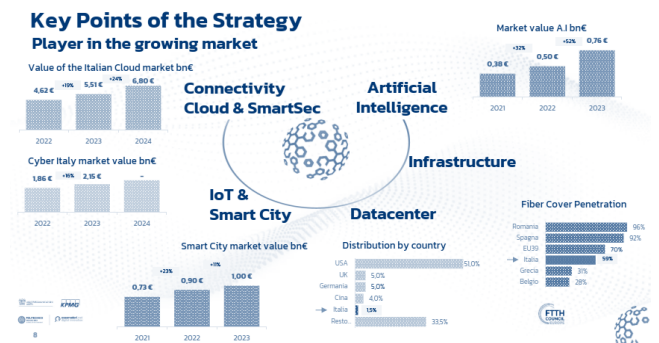 Key Points of the Strategy
Player in the growing market
Market value A.I bn€
0,38 €
+32%
0,50 €
+52%
0,76 €
2021
2022
2023
Value of the Italian Cloud market bn€
4,62 €
+19%
5,51 €
+24%
6,80 €
2022
2023
2024
Connectivity
Cloud & SmartSec
Artificial
Intelligence
Infrastructure
IoT &
Smart City
Datacenter
Cyber Italy market value bn€
1,86 €
+16%
2,15 €
–
2022
2023
2024
Smart City market value bn€
0,73 €
+23%
0,90 €
+11%
1,00 €
2021
2022
2023
Distribution by country
USA 51,0%
UK 5,0%
Germania 5,0%
Cina 4,0%
Italia 1,5%
Resto.. 33,5%
Fiber Cover Penetration
Romania 96%
Spagna 92%
EU39 70%
Italia 59%
Grecia 31%
Belgio 28%
KPMG
FTTH
COUNCIL
8